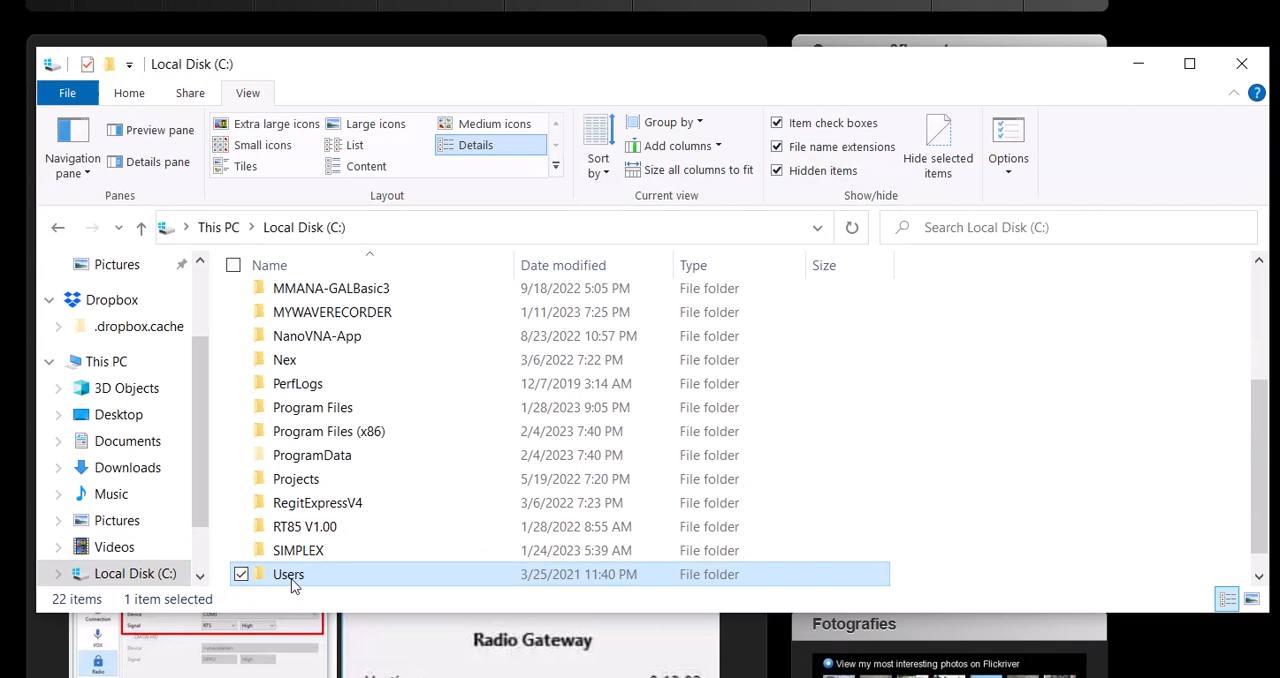 Local Disk (C:)
File Home Share View
Navigation pane
Preview pane
Details pane
Panes
Extra large icons Large icons Medium icons
Small icons List Details
Tiles Content
Layout
Sort by
Group by
Add columns
Size all columns to fit
Current view
Item check boxes
File name extensions
Hidden items
Hide selected items
Show/hide
Options
This PC Local Disk (C:)
Search Local Disk (C:)
Pictures
Dropbox
.dropbox.cache
This PC
3D Objects
Desktop
Documents
Downloads
Music
Pictures
Videos
Local Disk (C:)
Name Date modified Type Size
MMANA-GALBasic3 9/18/2022 5:05 PM File folder
MYWAVERECORDER 1/11/2023 7:25 PM File folder
NanoVNA-App 8/23/2022 10:57 PM File folder
Nex 3/6/2022 7:22 PM File folder
PerfLogs 12/7/2019 3:14 AM File folder
Program Files 1/28/2023 9:05 PM File folder
Program Files (x86) 2/4/2023 7:40 PM File folder
ProgramData 2/4/2023 7:40 PM File folder
Projects 5/19/2022 7:20 PM File folder
RegitExpressV4 3/6/2022 7:23 PM File folder
RT85 V1.00 1/28/2022 8:55 AM File folder
SIMPLEX 1/24/2023 5:39 AM File folder
Users 3/25/2021 11:40 PM File folder
22 items 1 item selected
Connection
Signal RTS High
VOX
Radio
Radio Gateway
Fotografies
View my most interesting photos on Flickriver